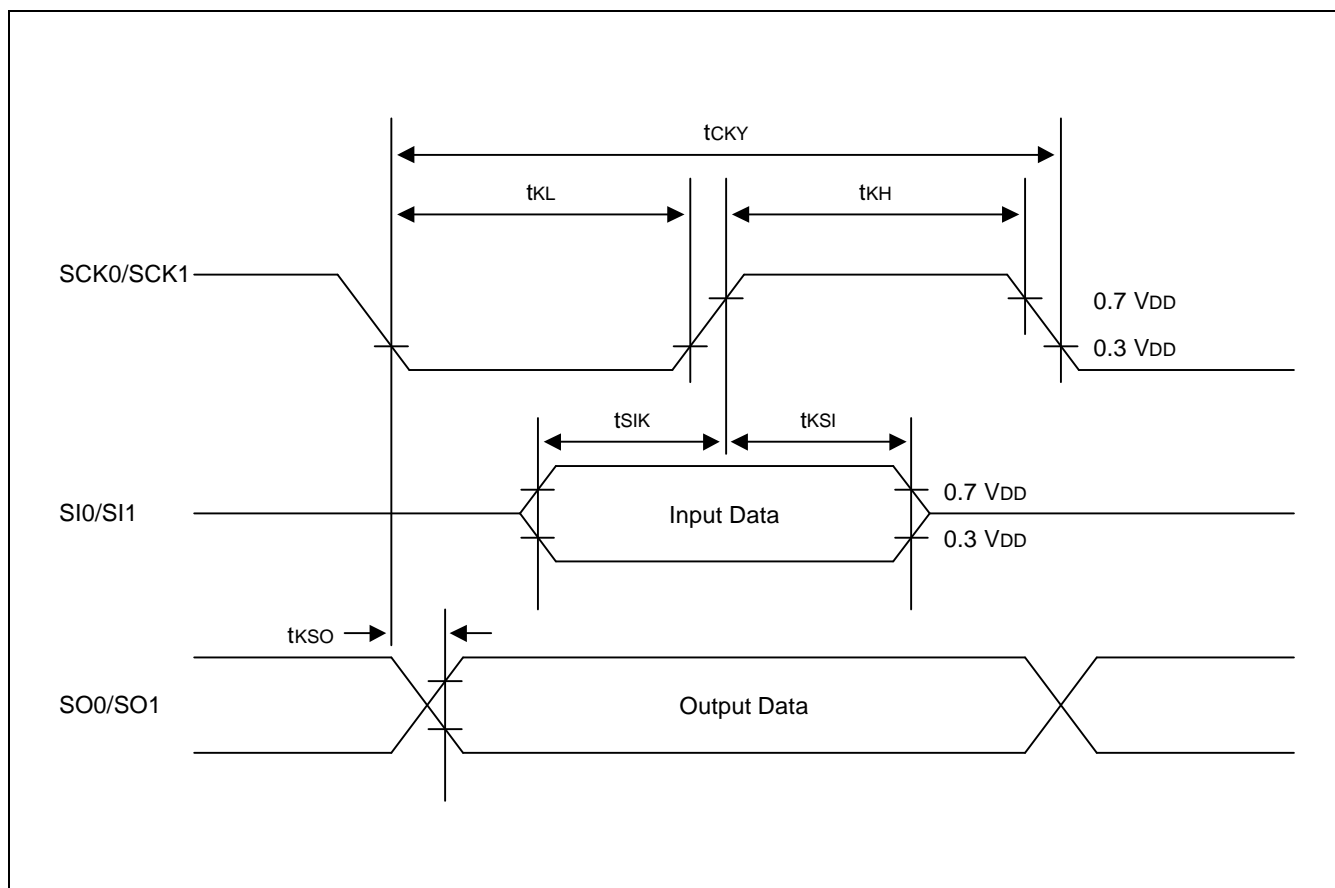 tCKY
tKL
tKH
SCK0/SCK1
0.7 VDD
0.3 VDD
tSIK
tKSI
SI0/SI1
Input Data
0.7 VDD
0.3 VDD
tKSO
SO0/SO1
Output Data